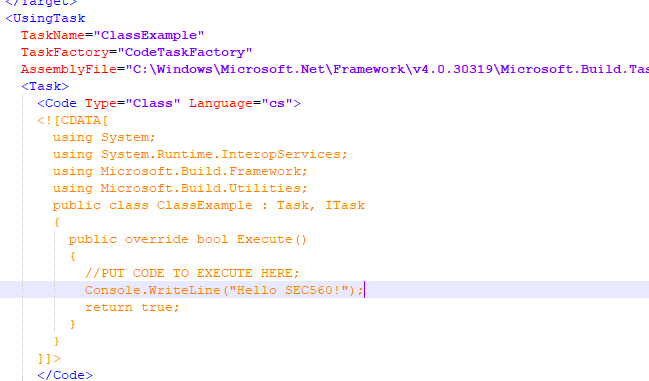 </Target>
<UsingTask
TaskName="ClassExample"
TaskFactory="CodeTaskFactory"
AssemblyFile="C:\Windows\Microsoft.Net\Framework\v4.0.30319\Microsoft.Build.Tas
<Task>
<Code Type="Class" Language="cs">
<![CDATA[
using System;
using System.Runtime.InteropServices;
using Microsoft.Build.Framework;
using Microsoft.Build.Utilities;
public class ClassExample : Task, ITask
{
public override bool Execute()
{
//PUT CODE TO EXECUTE HERE;
Console.WriteLine("Hello SEC560!");
return true;
}
}
]]>
</Code>